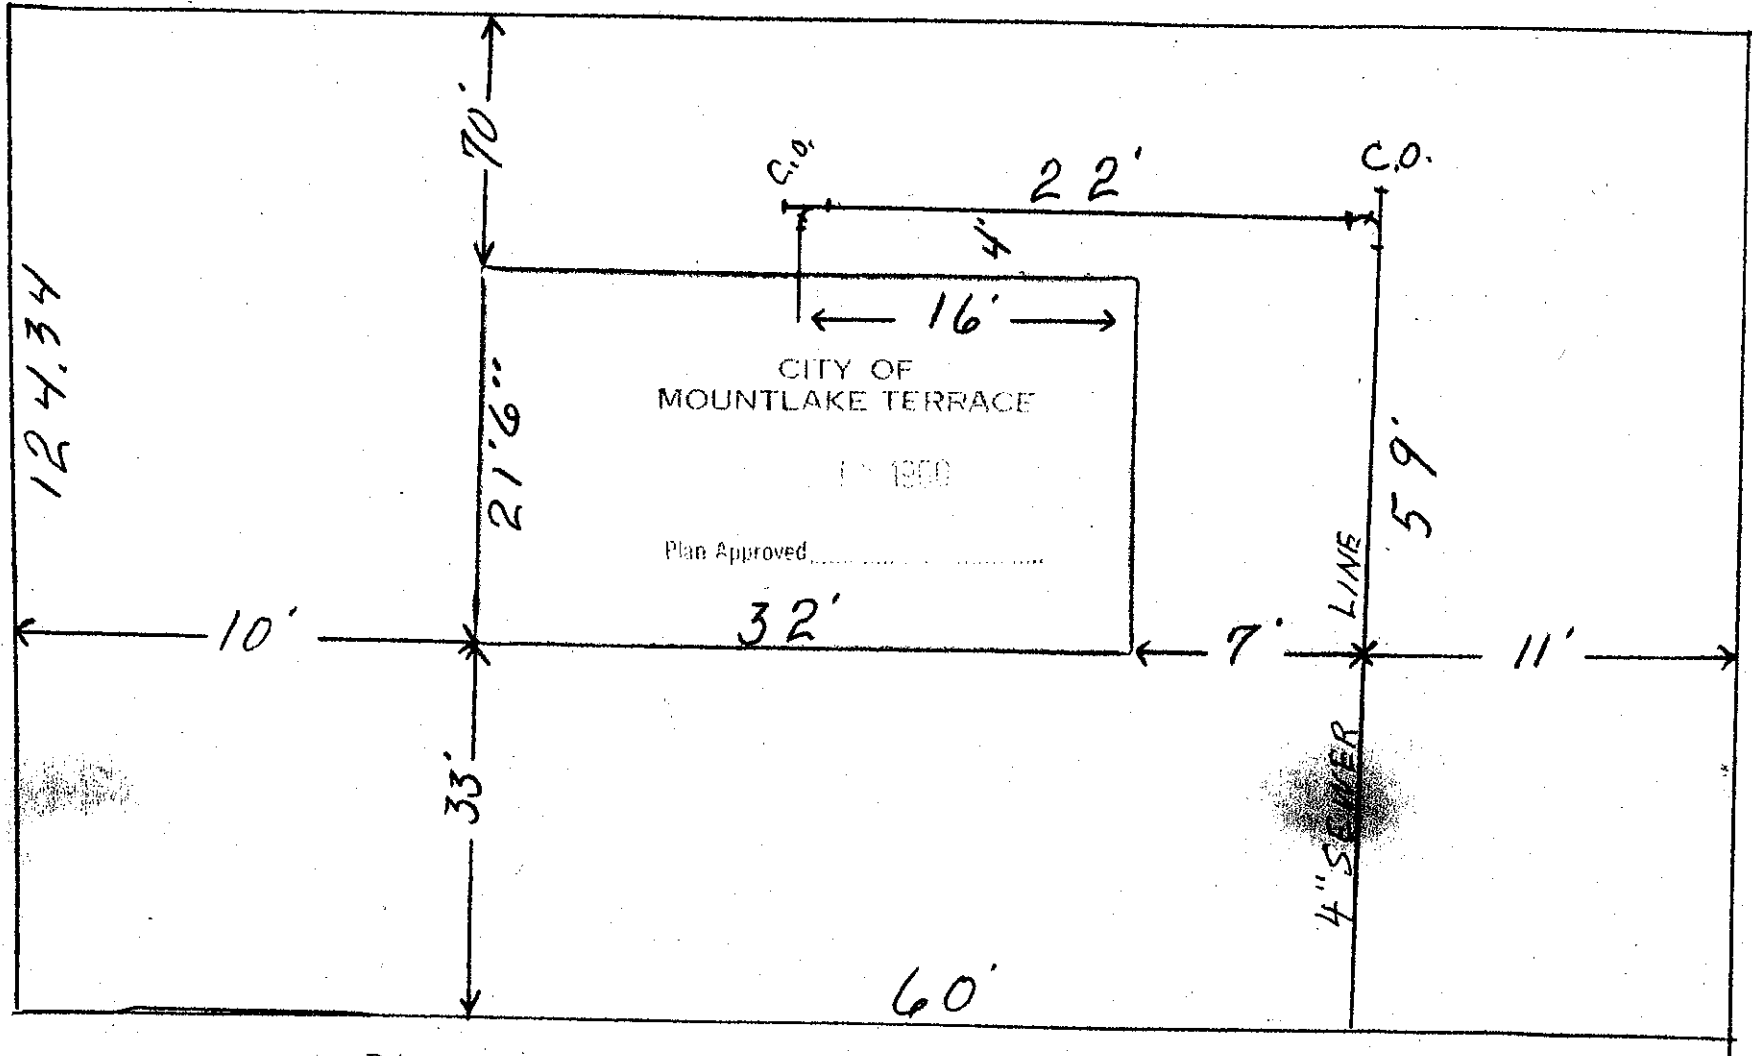 70'
C.O.
22'
C.O.
4'
124.34
16'
21'6"
CITY OF
MOUNTLAKE TERRACE
Plan Approved
59'
4" SEWER LINE
10'
32'
7'
11'
33'
60'